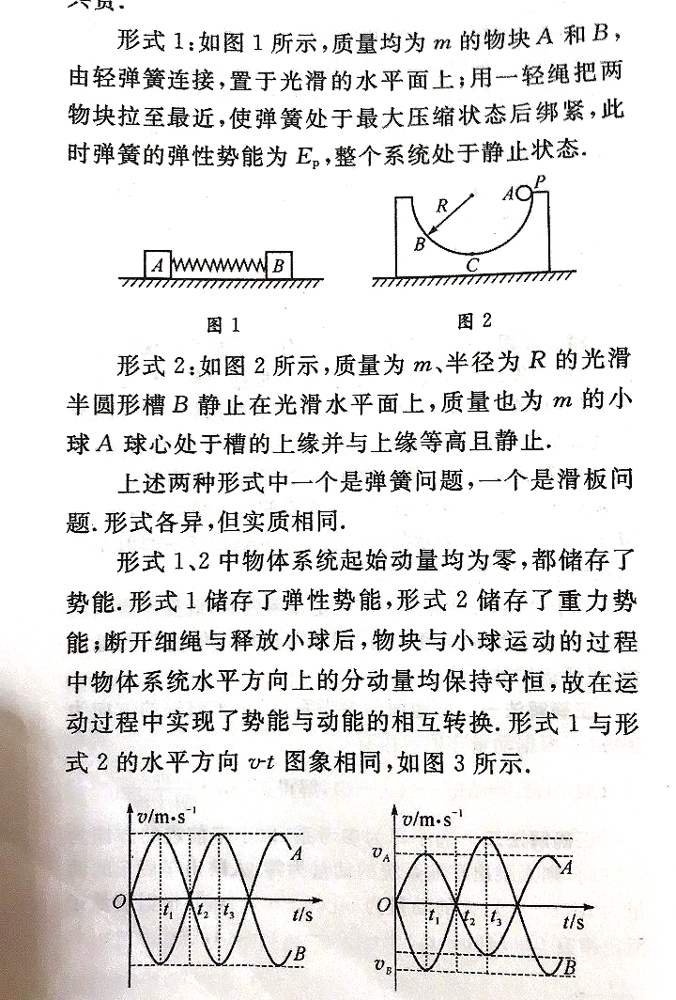 形式 1:如图 1 所示,质量均为 m 的物块 A 和 B,
由轻弹簧连接,置于光滑的水平面上;用一轻绳把两
物块拉至最近,使弹簧处于最大压缩状态后绑紧,此
时弹簧的弹性势能为 Eₚ,整个系统处于静止状态.
A B
R A P
B
C
图 1 图 2
形式 2:如图 2 所示,质量为 m、半径为 R 的光滑
半圆形槽 B 静止在光滑水平面上,质量也为 m 的小
球 A 球心处于槽的上缘并与上缘等高且静止.
上述两种形式中一个是弹簧问题,一个是滑板问
题.形式各异,但实质相同.
形式 1、2 中物体系统起始动量均为零,都储存了
势能.形式 1 储存了弹性势能,形式 2 储存了重力势
能;断开细绳与释放小球后,物块与小球运动的过程
中物体系统水平方向上的分动量均保持守恒,故在运
动过程中实现了势能与动能的相互转换.形式 1 与形
式 2 的水平方向 v-t 图象相同,如图 3 所示.
v/m·s⁻¹
A
O t₁ t₂ t₃ t/s
B
v/m·s⁻¹
v_A A
O t₁ t₂ t₃ t/s
v_B B